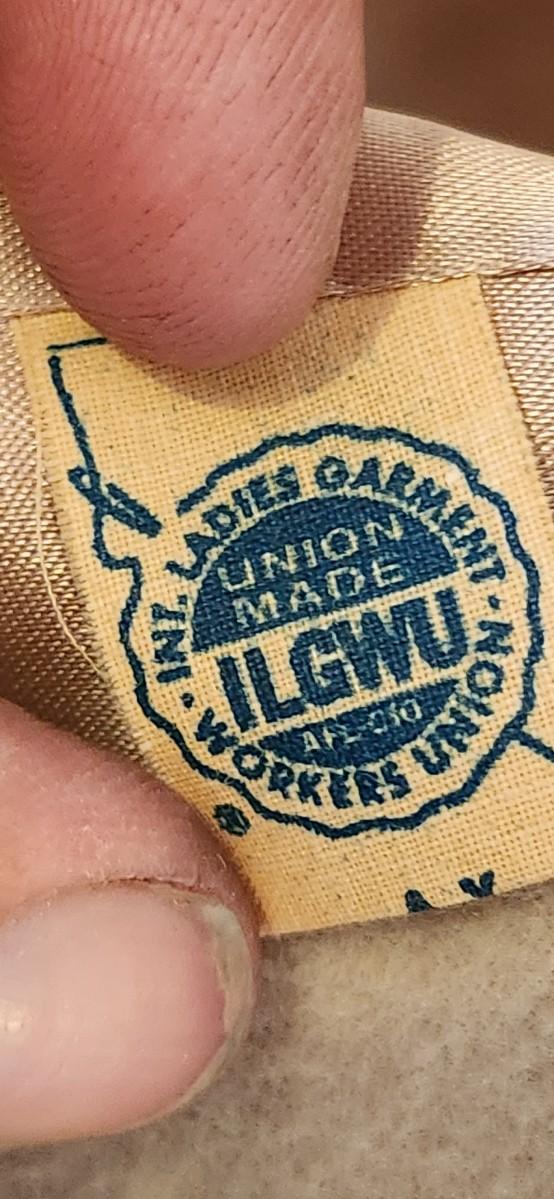 INT. LADIES GARMENT
UNION
MADE
ILGWU
AFL-CIO
· WORKERS UNION ·
®